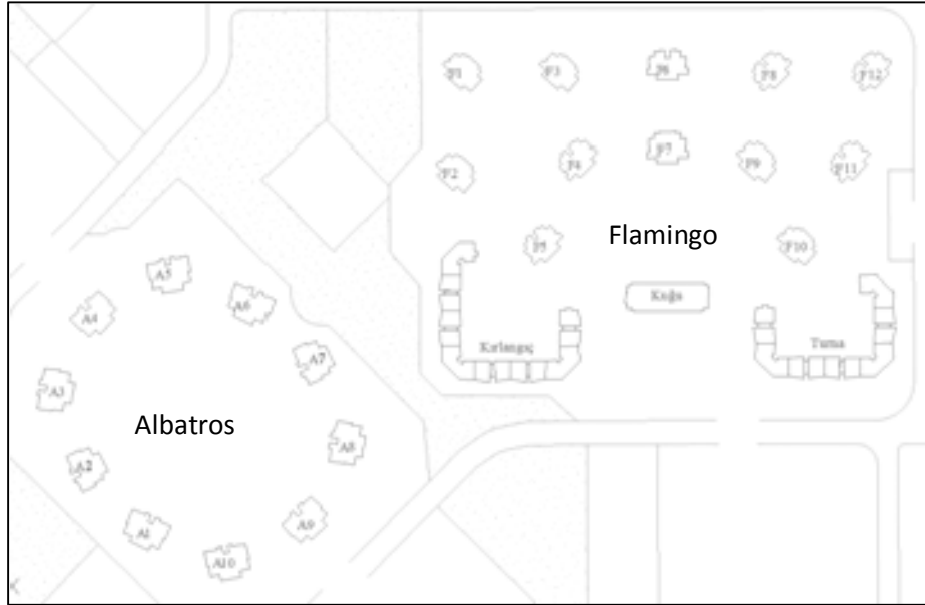 F1 F3 F6 F8 F12
F2 F4 F7 F9 F11
F5 Flamingo F10
Kuğu
Kırlangıç Turna
A5
A6
A4
A7
A3
Albatros
A8
A2
A9
A1
A10